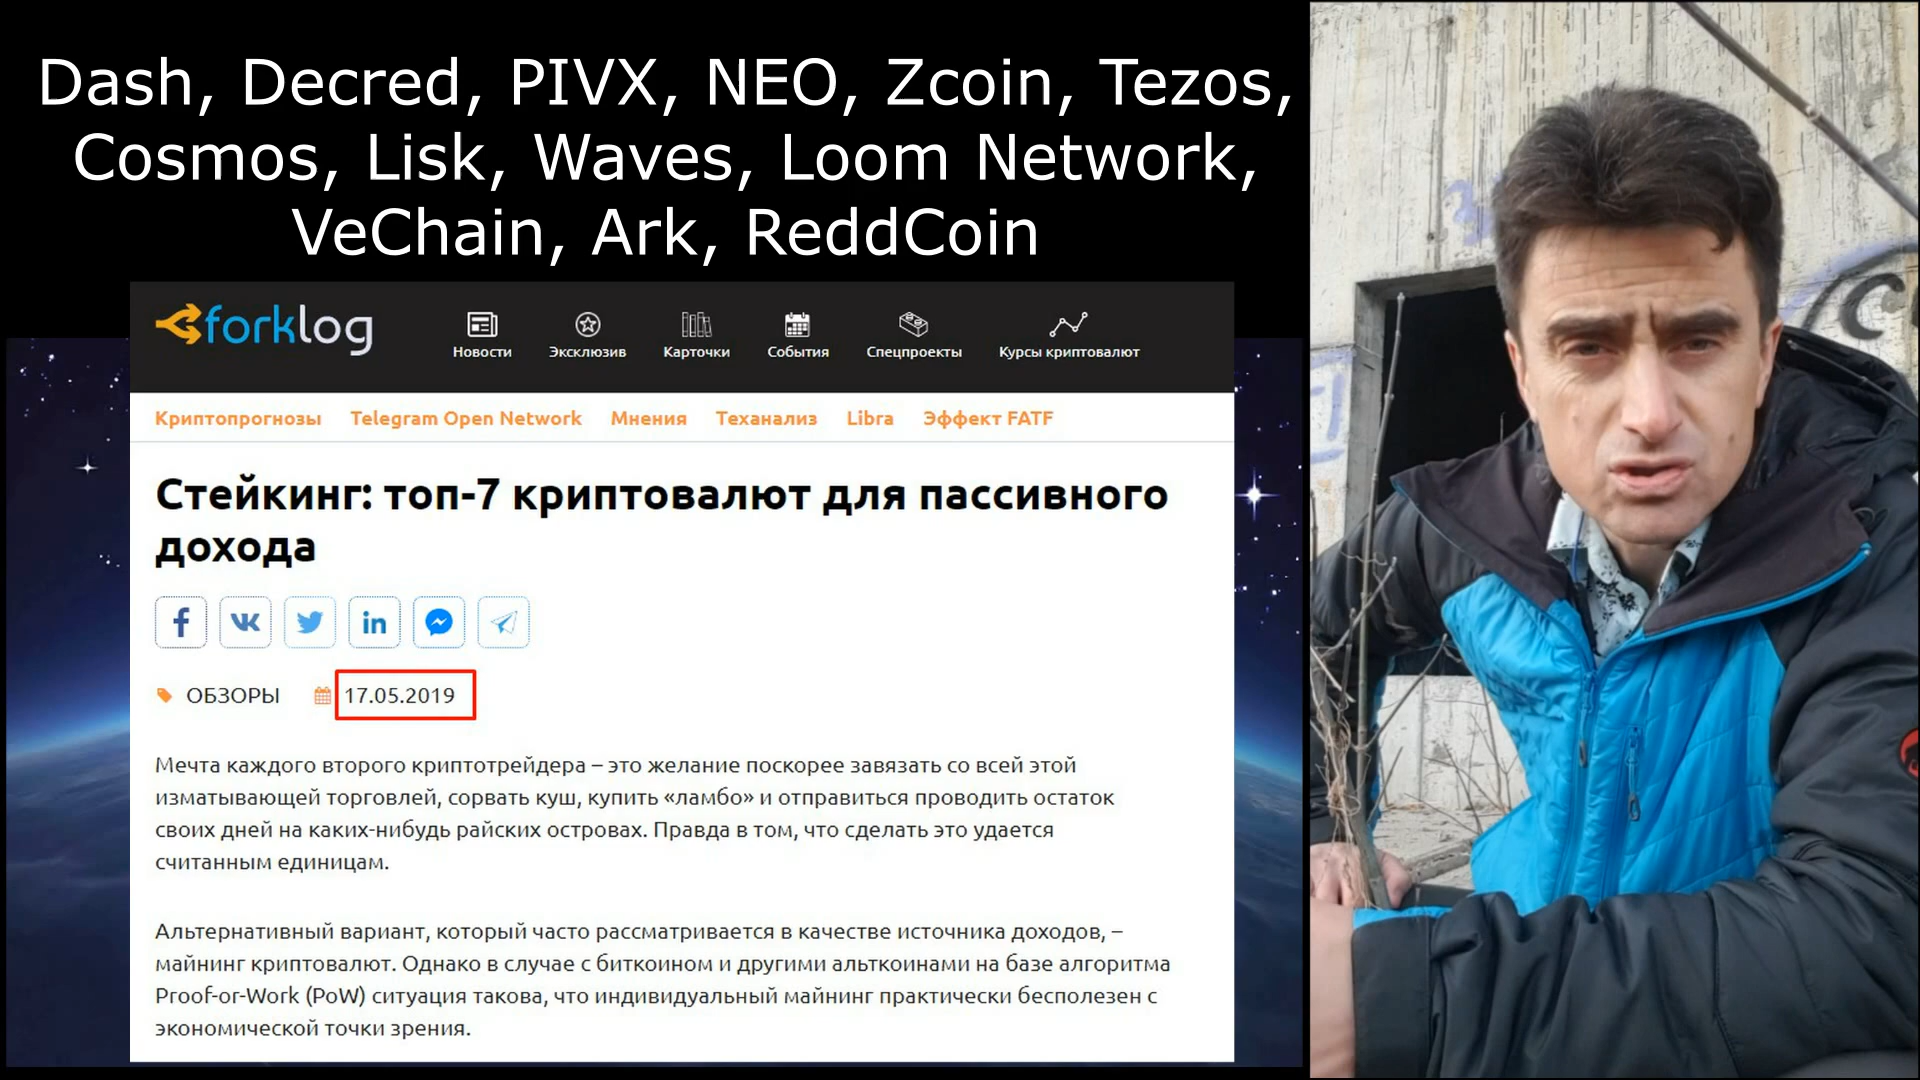 Dash, Decred, PIVX, NEO, Zcoin, Tezos,
Cosmos, Lisk, Waves, Loom Network,
VeChain, Ark, ReddCoin
forklog
Новости Эксклюзив Карточки События Спецпроекты Курсы криптовалют
Криптопрогнозы Telegram Open Network Мнения Теханализ Libra Эффект FATF
Стейкинг: топ-7 криптовалют для пассивного
дохода
ОБЗОРЫ 17.05.2019
Мечта каждого второго криптотрейдера – это желание поскорее завязать со всей этой
изматывающей торговлей, сорвать куш, купить «ламбо» и отправиться проводить остаток
своих дней на каких-нибудь райских островах. Правда в том, что сделать это удается
считанным единицам.
Альтернативный вариант, который часто рассматривается в качестве источника доходов, –
майнинг криптовалют. Однако в случае с биткоином и другими альткоинами на базе алгоритма
Proof-or-Work (PoW) ситуация такова, что индивидуальный майнинг практически бесполезен с
экономической точки зрения.